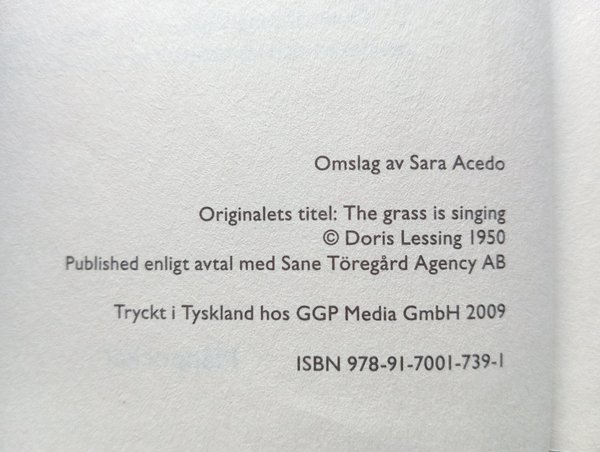 Omslag av Sara Acedo
Originalets titel: The grass is singing
© Doris Lessing 1950
Published enligt avtal med Sane Töregård Agency AB
Tryckt i Tyskland hos GGP Media GmbH 2009
ISBN 978-91-7001-739-1